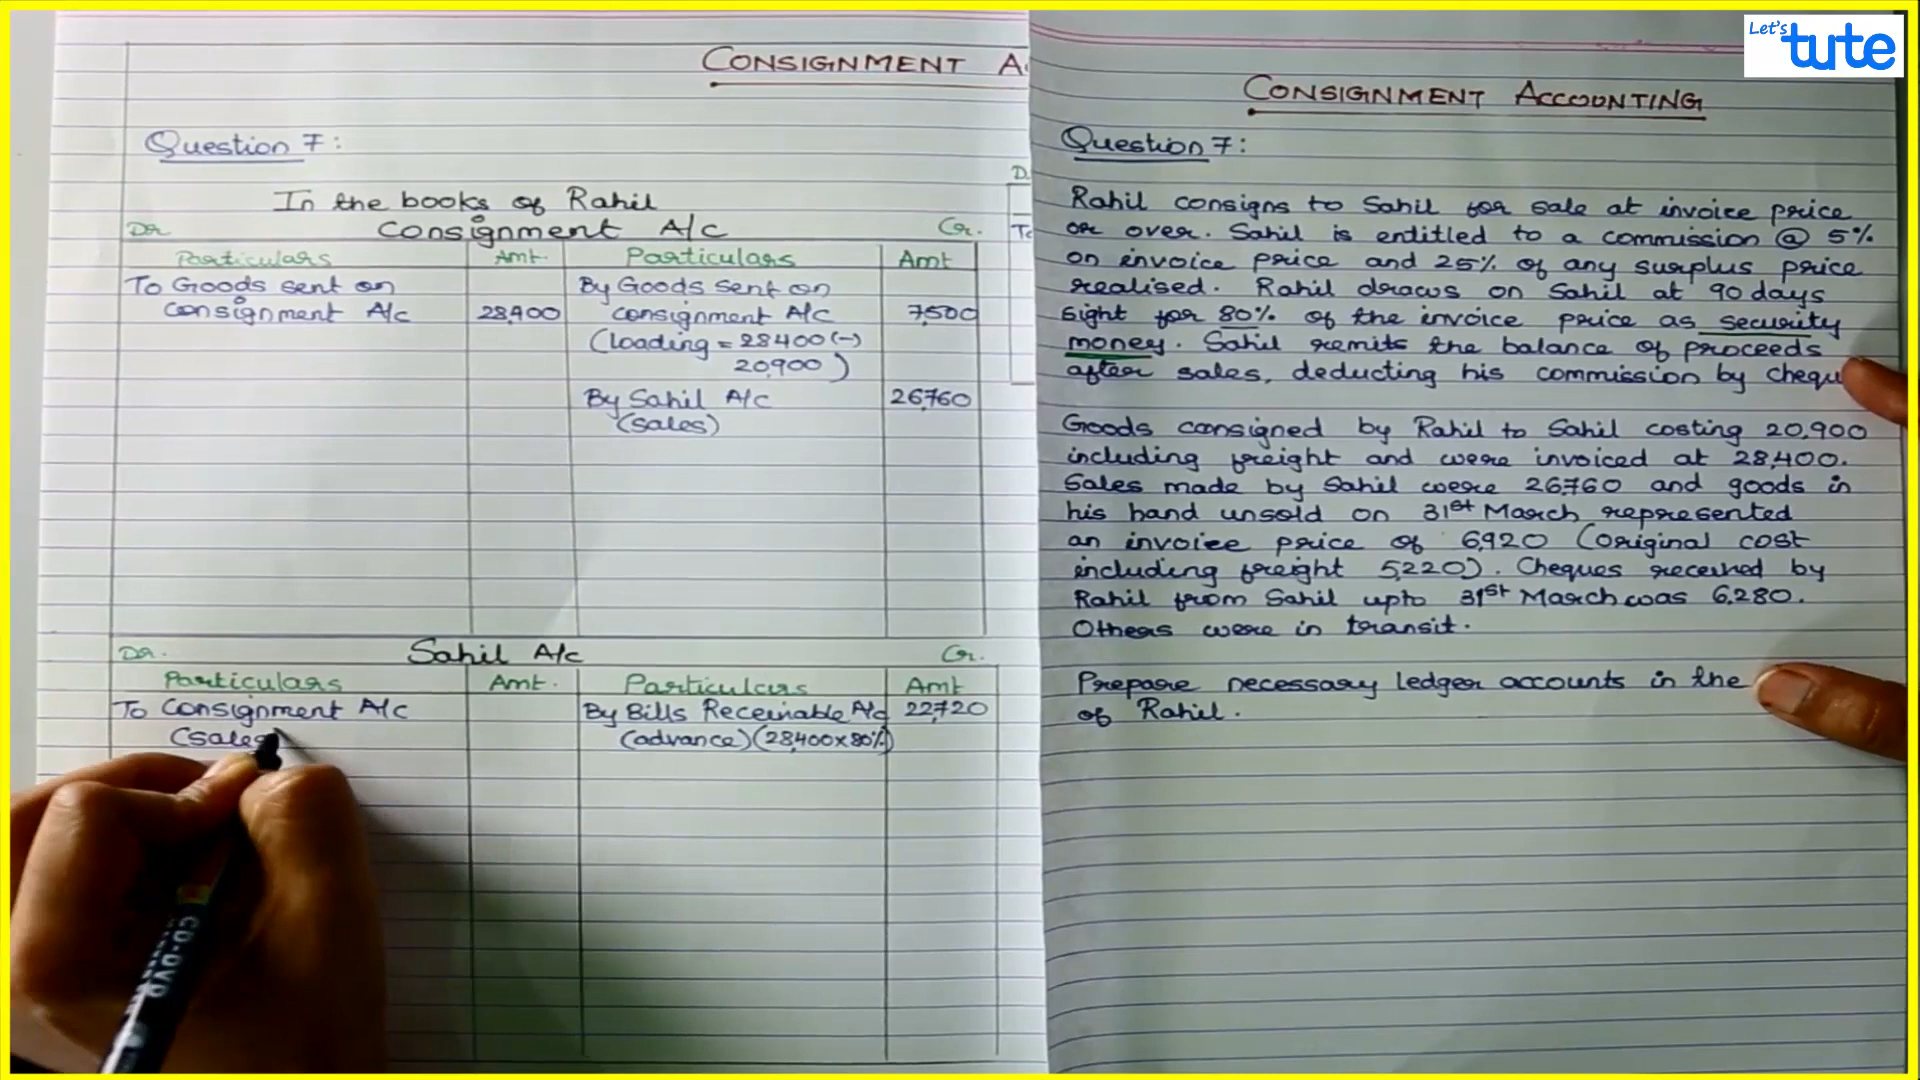 Let's tute
CONSIGNMENT A
Question 7:
In the books of Rahil
Dr. Consignment A/c Cr.
Particulars Amt. Particulars Amt
To Goods sent on By Goods sent on
consignment A/c 28,400 consignment A/c 7,500
(loading = 28400 (-)
20,900)
By Sahil A/c 26,760
(sales)
Dr. Sahil A/c Cr.
Particulars Amt. Particulars Amt
To Consignment A/c By Bills Receivable A/c 22,720
(sales) (advance) (28,400x80%)
D.
To
CONSIGNMENT ACCOUNTING
Question 7:
Rahil consigns to Sahil for sale at invoice price
or over. Sahil is entitled to a commission @ 5%
on invoice price and 25% of any surplus price
realised. Rahil draws on Sahil at 90 days
sight for 80% of the invoice price as security
money. Sahil remits the balance of proceeds
after sales, deducting his commission by chequ
Goods consigned by Rahil to Sahil costing 20,900
including freight and were invoiced at 28,400.
Sales made by Sahil were 26,760 and goods in
his hand unsold on 31st March represented
an invoice price of 6,920 (original cost
including freight 5,220). Cheques received by
Rahil from Sahil upto 31st March was 6,280.
Others were in transit.
Prepare necessary ledger accounts in the
of Rahil.
CD-DVD